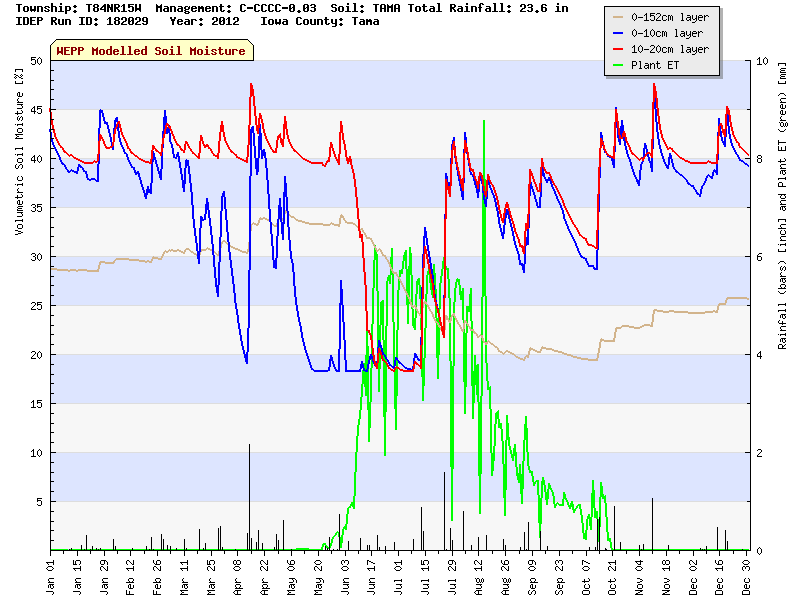 Township: T84NR15W  Management: C-CCCC-0.03  Soil: TAMA Total Rainfall: 23.6 in
IDEP Run ID: 182029   Year: 2012   Iowa County: Tama
WEPP Modelled Soil Moisture
0-152cm layer
0-10cm layer
10-20cm layer
Plant ET
Volumetric Soil Moisture [%]
50
45
40
35
30
25
20
15
10
5
10
8
6
4
2
0
Rainfall (bars) [inch] and Plant ET (green) [mm]
Jan 01
Jan 15
Jan 29
Feb 12
Feb 26
Mar 11
Mar 25
Apr 08
Apr 22
May 06
May 20
Jun 03
Jun 17
Jul 01
Jul 15
Jul 29
Aug 12
Aug 26
Sep 09
Sep 23
Oct 07
Oct 21
Nov 04
Nov 18
Dec 02
Dec 16
Dec 30